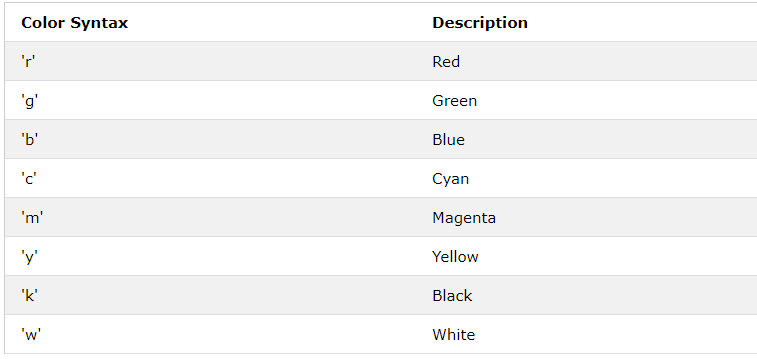 Color Syntax Description
'r' Red
'g' Green
'b' Blue
'c' Cyan
'm' Magenta
'y' Yellow
'k' Black
'w' White